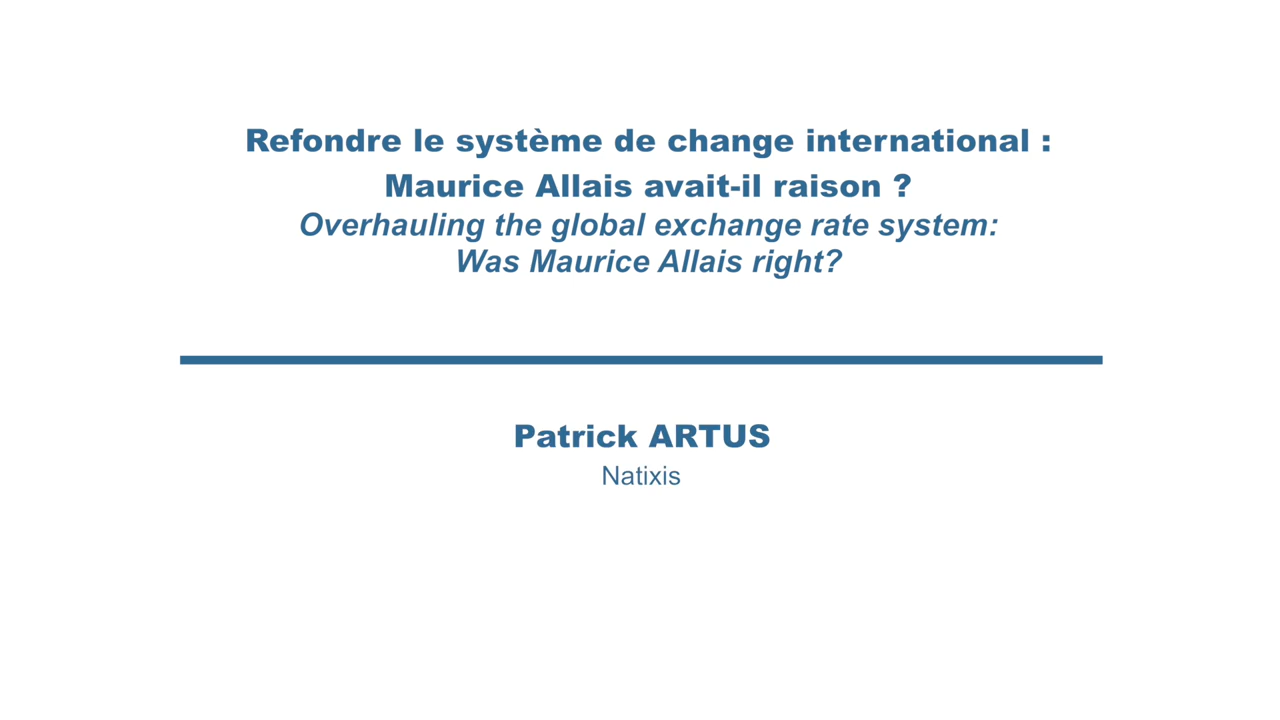 Refondre le système de change international :
Maurice Allais avait-il raison ?
Overhauling the global exchange rate system:
Was Maurice Allais right?
Patrick ARTUS
Natixis